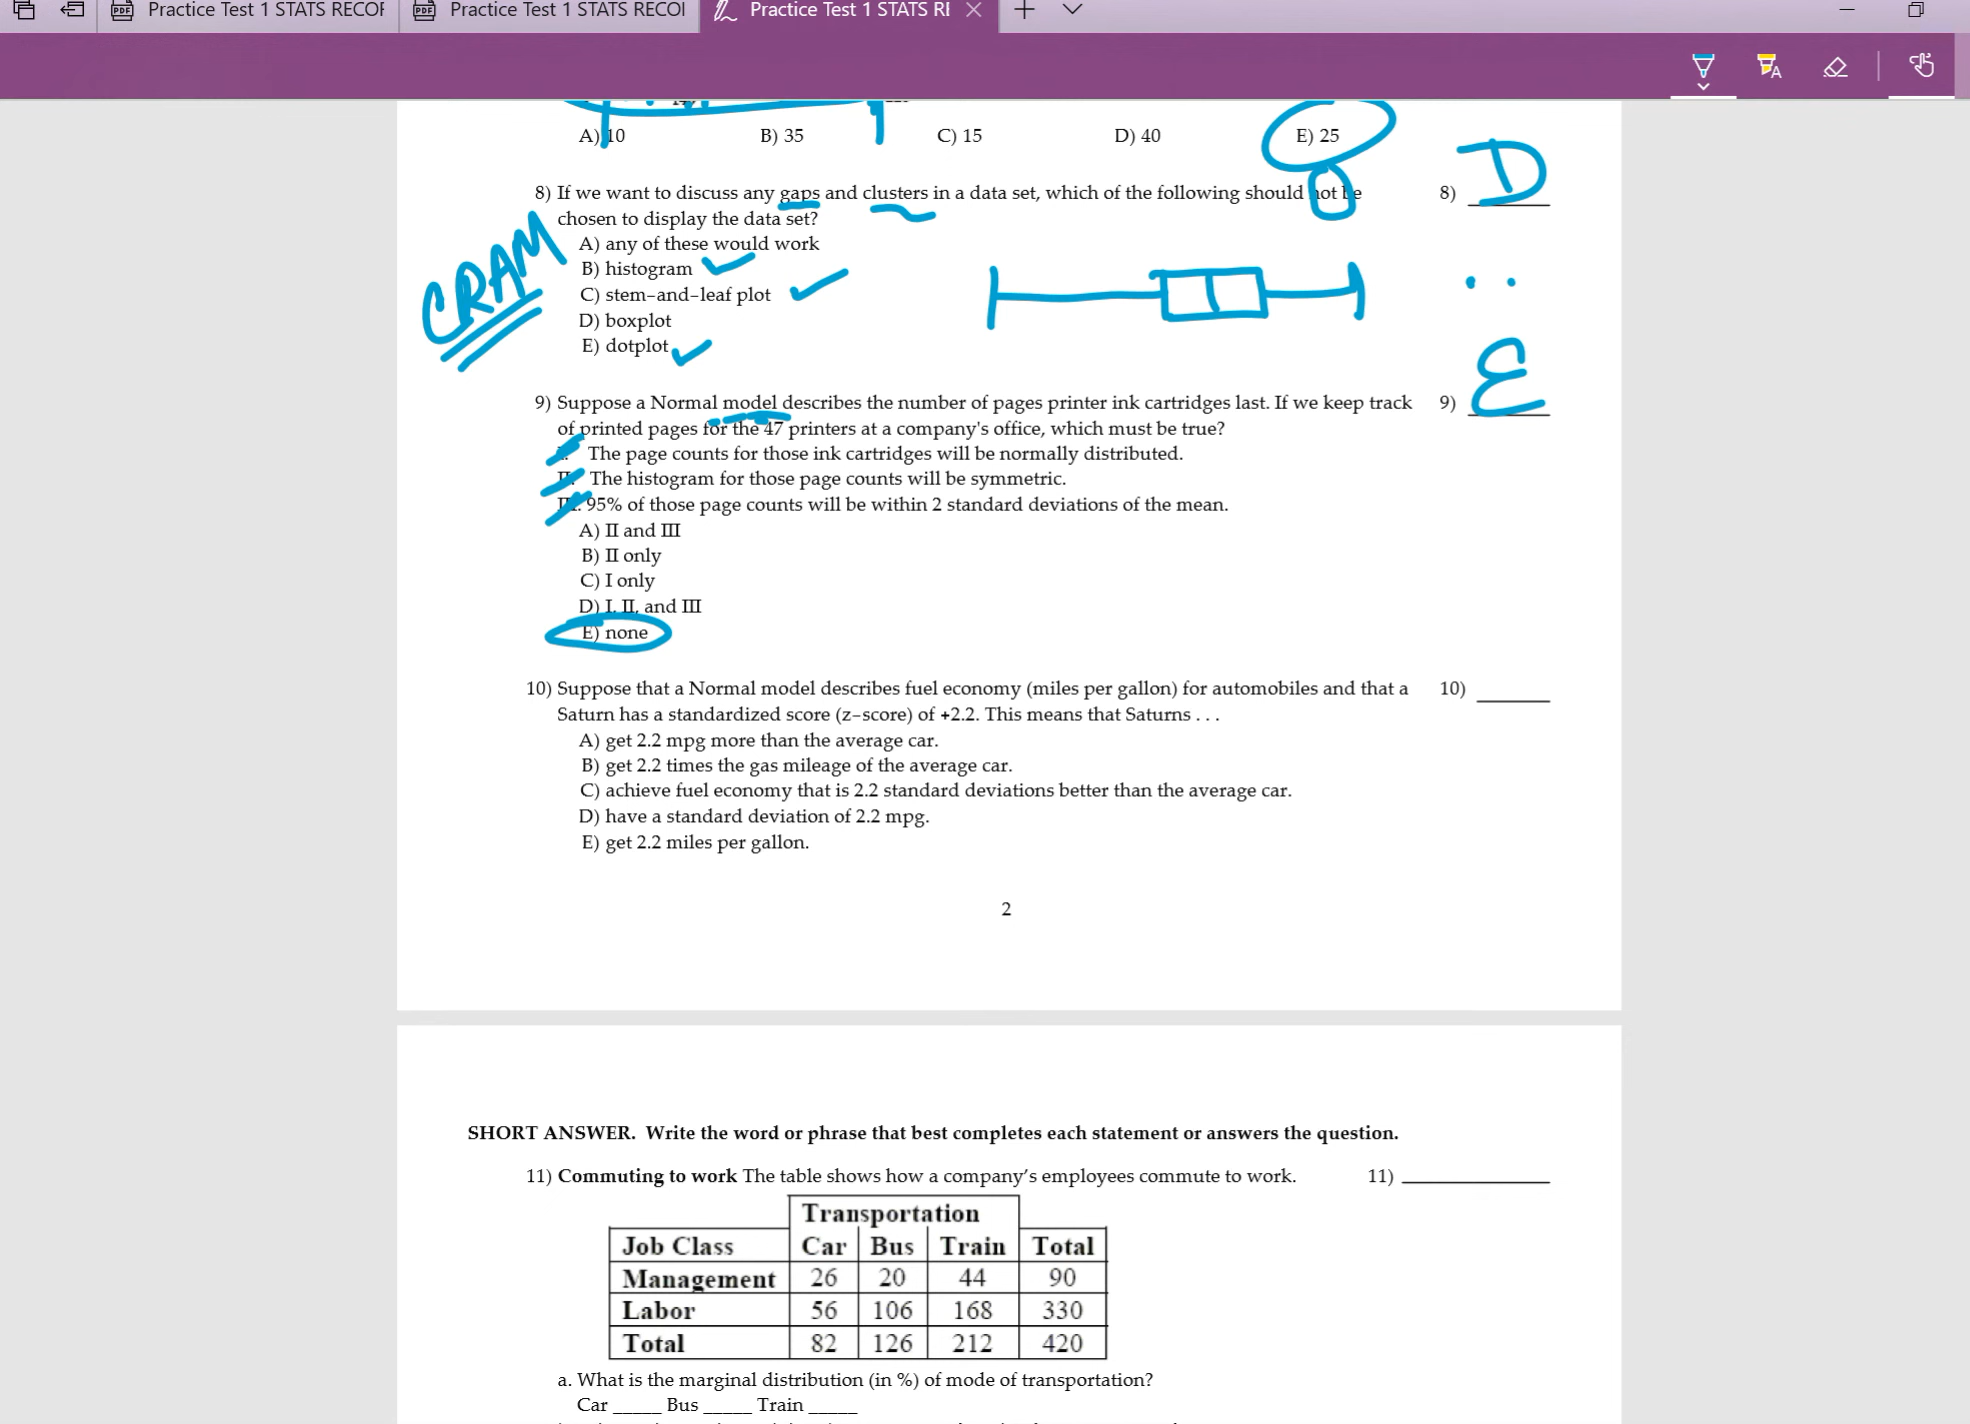 Practice Test 1 STATS RECOF
Practice Test 1 STATS RECOI
Practice Test 1 STATS RI
A) 10 B) 35 C) 15 D) 40 E) 25
8) If we want to discuss any gaps and clusters in a data set, which of the following should not be 8) D
chosen to display the data set?
A) any of these would work
B) histogram
C) stem-and-leaf plot
D) boxplot
E) dotplot
CRAM
9) Suppose a Normal model describes the number of pages printer ink cartridges last. If we keep track 9) E
of printed pages for the 47 printers at a company's office, which must be true?
I. The page counts for those ink cartridges will be normally distributed.
II. The histogram for those page counts will be symmetric.
III. 95% of those page counts will be within 2 standard deviations of the mean.
A) II and III
B) II only
C) I only
D) I, II, and III
E) none
10) Suppose that a Normal model describes fuel economy (miles per gallon) for automobiles and that a 10) ______
Saturn has a standardized score (z-score) of +2.2. This means that Saturns . . .
A) get 2.2 mpg more than the average car.
B) get 2.2 times the gas mileage of the average car.
C) achieve fuel economy that is 2.2 standard deviations better than the average car.
D) have a standard deviation of 2.2 mpg.
E) get 2.2 miles per gallon.
2
SHORT ANSWER. Write the word or phrase that best completes each statement or answers the question.
11) Commuting to work The table shows how a company's employees commute to work. 11) ____________
Transportation
Job Class Car Bus Train Total
Management 26 20 44 90
Labor 56 106 168 330
Total 82 126 212 420
a. What is the marginal distribution (in %) of mode of transportation?
Car _____ Bus _____ Train _____